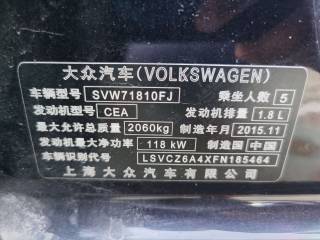 大众汽车(VOLKSWAGEN)
车辆型号 SVW71810FJ 乘坐人数 5
发动机型号 CEA 发动机排量 1.8 L
最大允许总质量 2060kg 制造年月 2015.11
发动机最大净功率 118 kW 制造国 中国
车辆识别代号 LSVCZ6A4XFN185464
上海大众汽车有限公司